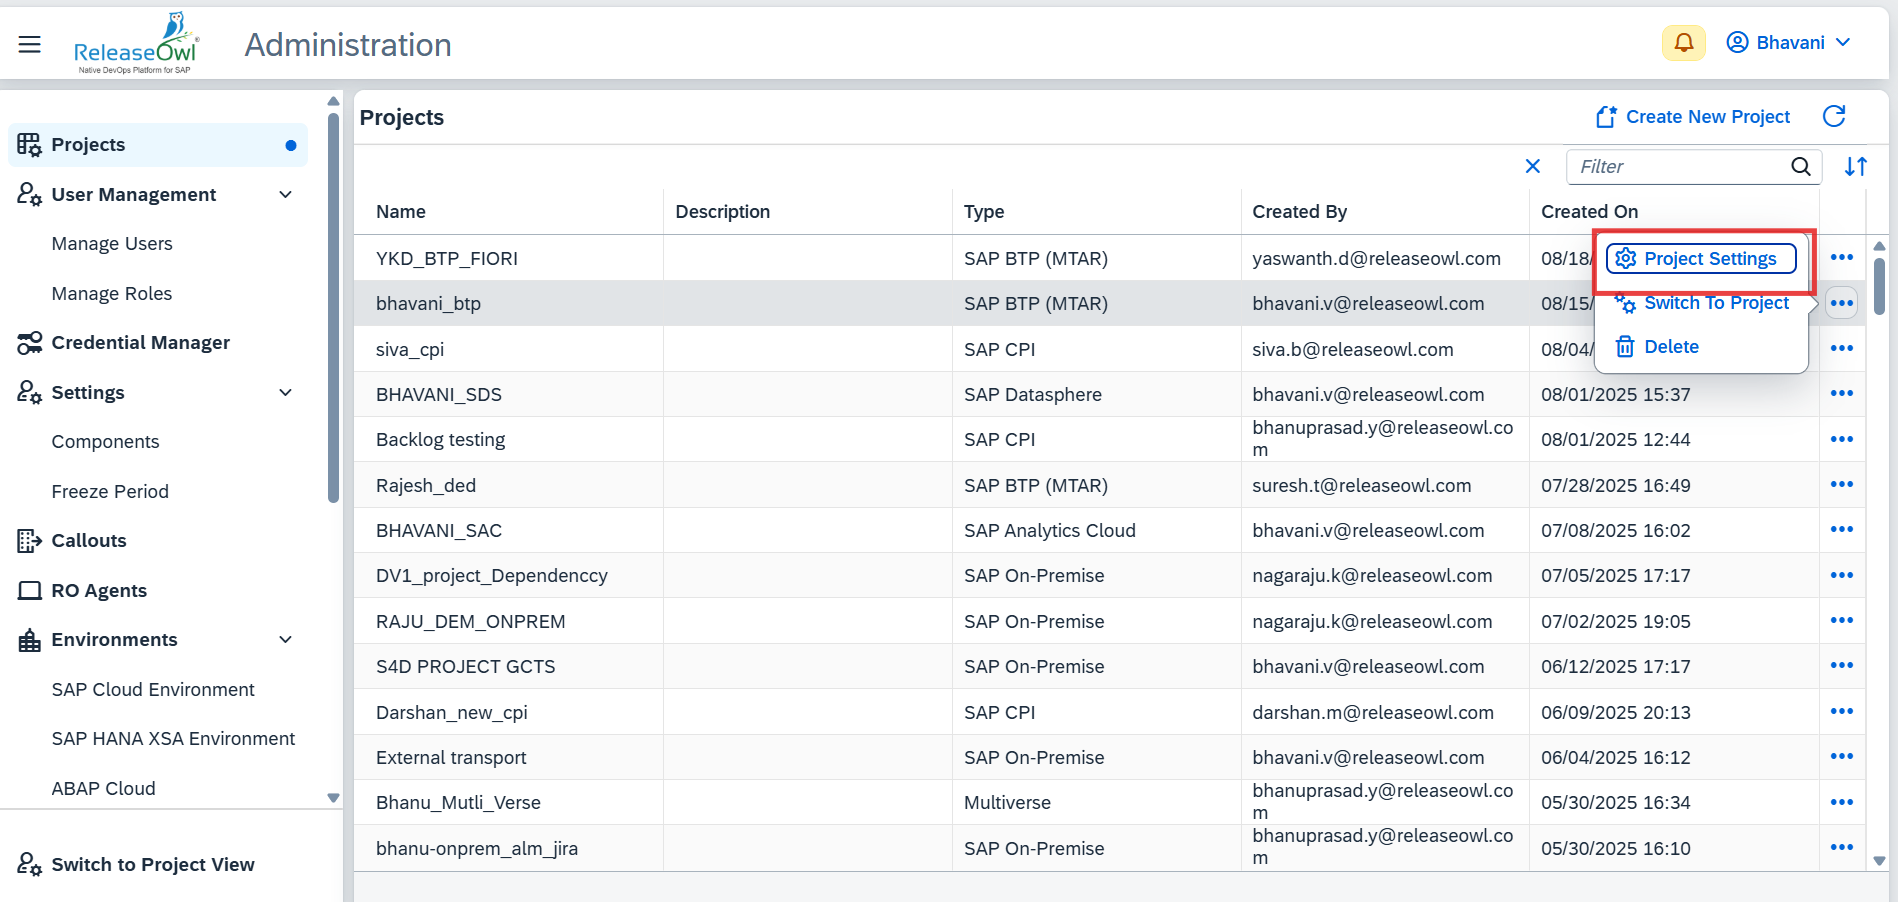 ReleaseOwl®
Native DevOps Platform for SAP
Administration
Bhavani
Projects
User Management
Manage Users
Manage Roles
Credential Manager
Settings
Components
Freeze Period
Callouts
RO Agents
Environments
SAP Cloud Environment
SAP HANA XSA Environment
ABAP Cloud
Switch to Project View
Projects
Create New Project
Filter
Name Description Type Created By Created On
YKD_BTP_FIORI SAP BTP (MTAR) yaswanth.d@releaseowl.com 08/18/
bhavani_btp SAP BTP (MTAR) bhavani.v@releaseowl.com 08/15/
siva_cpi SAP CPI siva.b@releaseowl.com 08/04/
Project Settings
Switch To Project
Delete
BHAVANI_SDS SAP Datasphere bhavani.v@releaseowl.com 08/01/2025 15:37
Backlog testing SAP CPI bhanuprasad.y@releaseowl.co
m 08/01/2025 12:44
Rajesh_ded SAP BTP (MTAR) suresh.t@releaseowl.com 07/28/2025 16:49
BHAVANI_SAC SAP Analytics Cloud bhavani.v@releaseowl.com 07/08/2025 16:02
DV1_project_Dependenccy SAP On-Premise nagaraju.k@releaseowl.com 07/05/2025 17:17
RAJU_DEM_ONPREM SAP On-Premise nagaraju.k@releaseowl.com 07/02/2025 19:05
S4D PROJECT GCTS SAP On-Premise bhavani.v@releaseowl.com 06/12/2025 17:17
Darshan_new_cpi SAP CPI darshan.m@releaseowl.com 06/09/2025 20:13
External transport SAP On-Premise bhavani.v@releaseowl.com 06/04/2025 16:12
Bhanu_Mutli_Verse Multiverse bhanuprasad.y@releaseowl.co
m 05/30/2025 16:34
bhanu-onprem_alm_jira SAP On-Premise bhanuprasad.y@releaseowl.co
m 05/30/2025 16:10